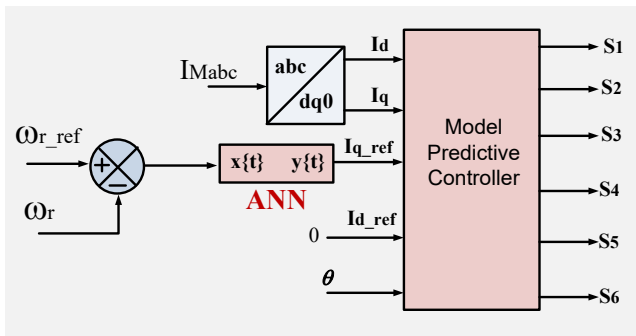 IMabc
abc
dq0
Id
Iq
ωr_ref
+
−
ωr
x{t} y{t}
ANN
Iq_ref
0
Id_ref
θ
Model
Predictive
Controller
S1
S2
S3
S4
S5
S6